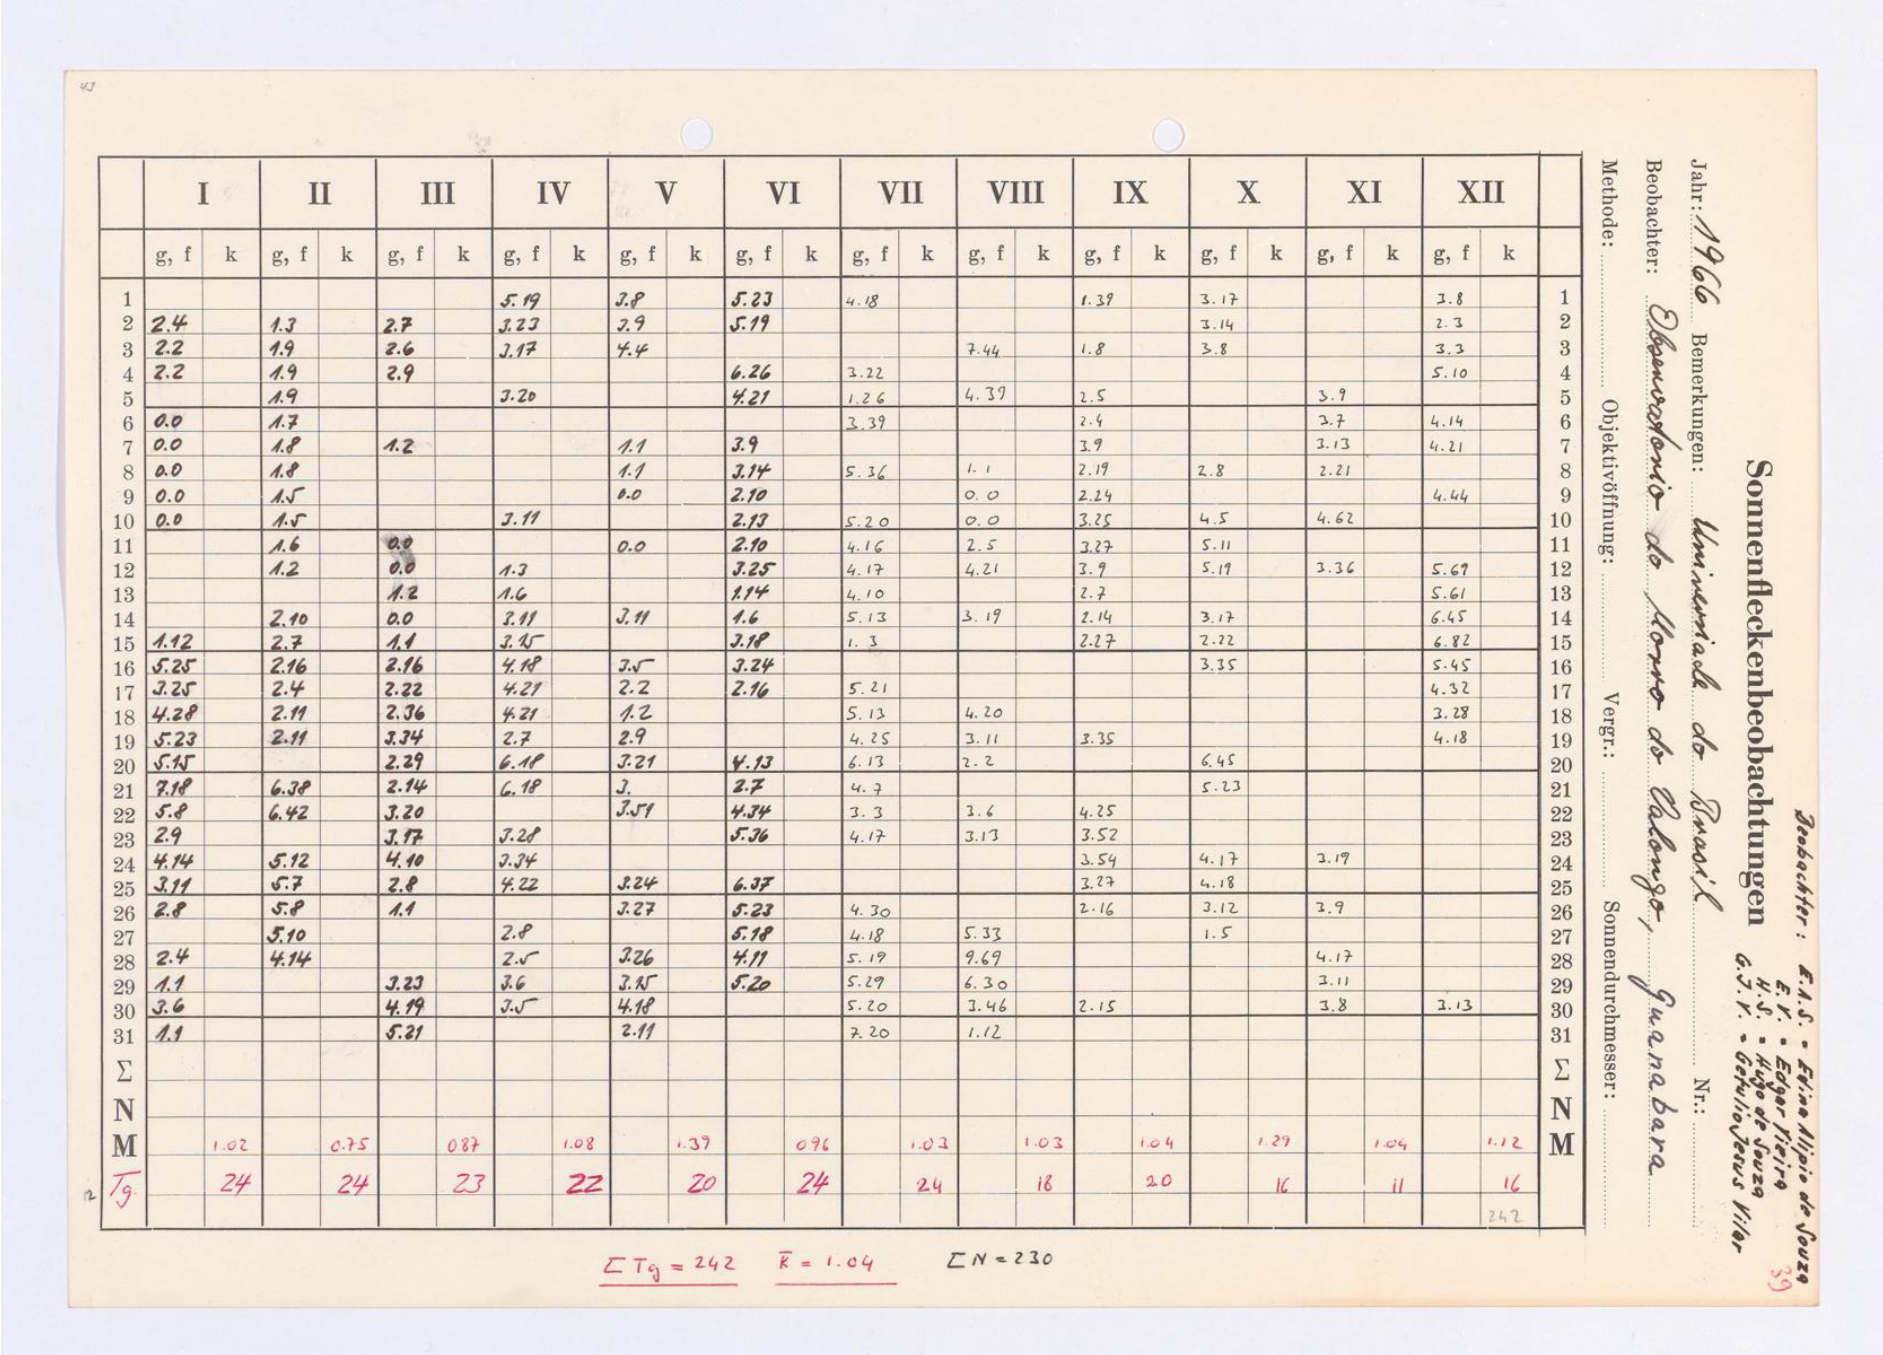 43
I II III IV V VI VII VIII IX X XI XII
g, f k g, f k g, f k g, f k g, f k g, f k g, f k g, f k g, f k g, f k g, f k g, f k
1 5.19 3.8 5.23 4.18 1.39 3.17 3.8 1
2 2.4 1.3 2.7 3.23 3.9 5.19 3.14 2.3 2
3 2.2 1.9 2.6 3.17 4.4 7.44 1.8 3.8 3.3 3
4 2.2 1.9 2.9 6.26 3.22 5.10 4
5 1.9 3.20 4.21 1.26 4.39 2.5 3.9 5
6 0.0 1.7 3.39 2.4 3.7 4.14 6
7 0.0 1.8 1.2 1.1 3.9 3.9 3.13 4.21 7
8 0.0 1.8 1.1 3.14 5.36 1.1 2.19 2.8 2.21 8
9 0.0 1.5 0.0 2.10 0.0 2.24 4.44 9
10 0.0 1.5 3.11 2.13 5.20 0.0 3.25 4.5 4.62 10
11 1.6 0.0 0.0 2.10 4.16 2.5 3.27 5.11 11
12 1.2 0.0 1.3 3.25 4.17 4.21 3.9 5.19 3.36 5.69 12
13 1.2 1.6 1.14 4.10 2.7 5.61 13
14 2.10 0.0 3.11 3.11 1.6 5.13 3.19 2.14 3.17 6.45 14
15 1.12 2.7 1.1 3.15 3.18 1.3 2.27 2.22 6.82 15
16 5.25 2.16 2.16 4.18 3.5 3.24 3.35 5.45 16
17 3.25 2.4 2.22 4.21 2.2 2.16 5.21 4.32 17
18 4.28 2.11 2.36 4.21 1.2 5.13 4.20 3.28 18
19 5.23 2.11 3.34 2.7 2.9 4.25 3.11 3.35 4.18 19
20 5.15 2.29 6.18 3.21 4.13 6.13 2.2 6.45 20
21 7.18 6.38 2.14 6.18 3. 2.7 4.7 5.23 21
22 5.8 6.42 3.20 3.51 4.34 3.3 3.6 4.25 22
23 2.9 3.17 3.28 5.36 4.17 3.13 3.52 23
24 4.14 5.12 4.10 3.34 3.54 4.17 3.19 24
25 3.11 5.7 2.8 4.22 3.24 6.37 3.27 4.18 25
26 2.8 5.8 1.1 3.27 5.23 4.30 2.16 3.12 3.9 26
27 5.10 2.8 5.18 4.18 5.33 1.5 27
28 2.4 4.14 2.5 3.26 4.11 5.19 9.69 4.17 28
29 1.1 3.23 3.6 3.15 5.20 5.29 6.30 3.11 29
30 3.6 4.19 3.5 4.18 5.20 3.46 2.15 3.8 3.13 30
31 1.1 5.21 2.11 7.20 1.12 31
Σ Σ
N N
M 1.02 0.75 0.87 1.08 1.39 0.96 1.03 1.03 1.04 1.29 1.04 1.12 M
12 Tg 24 24 23 22 20 24 24 18 20 16 11 16
242
Σ Tg = 242 k̄ = 1.04 Σ N = 230
Beobachter: E.A.S. = Edina Alipio de Souza
E.V. = Edgar Vieira
H.S. = Hugo de Souza
G.J.V. = Getulio Jesus Vilar
39
Sonnenfleckenbeobachtungen
Jahr: 1966 Bemerkungen: Universiade do Brasil Nr.:
Beobachter: Observatorio do Morro do Valongo, Guanabara
Methode: Objektivöffnung: Vergr.: Sonnendurchmesser: